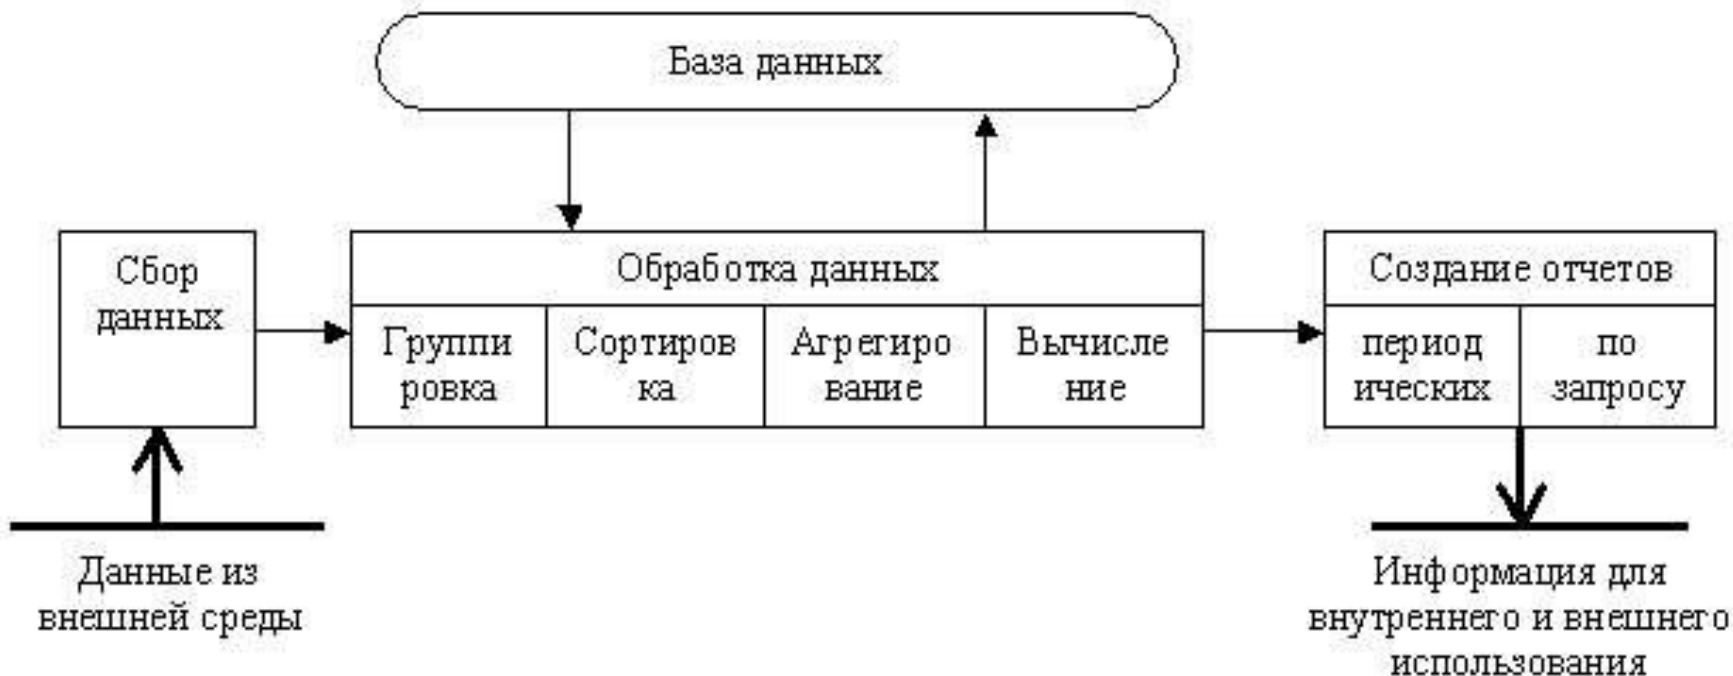 База данных
Сбор
данных
Обработка данных
Группи
ровка
Сортиров
ка
Агрегиро
вание
Вычисле
ние
Создание отчетов
период
ических
по
запросу
Данные из
внешней среды
Информация для
внутреннего и внешнего
использования